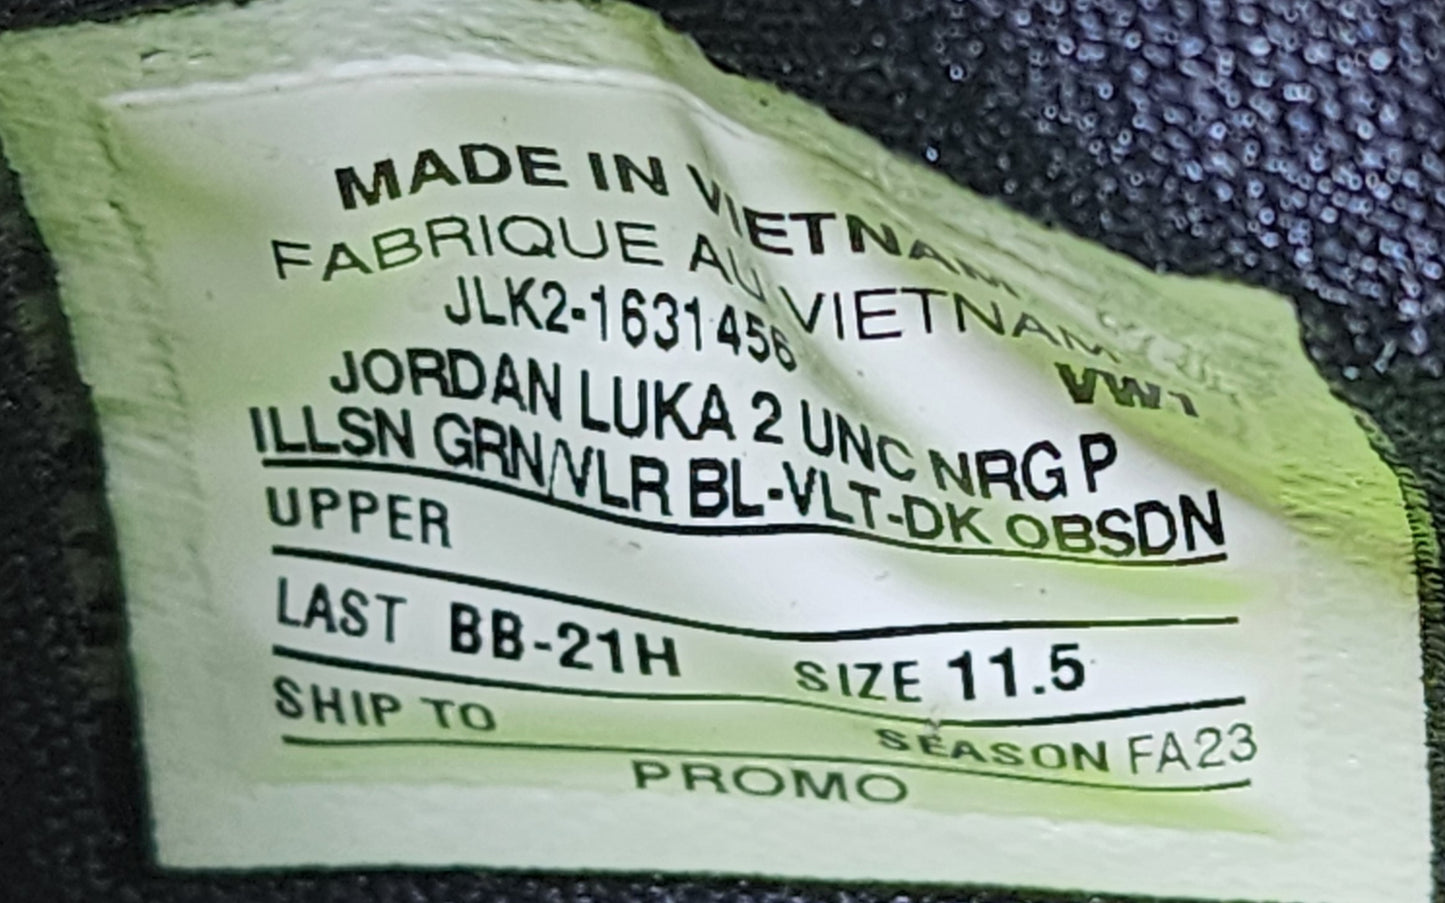 MADE IN VIETNAM
FABRIQUE AU VIETNAM
JLK2-1631456
VW1
JORDAN LUKA 2 UNC NRG P
ILLSN GRN/VLR BL-VLT-DK OBSDN
UPPER
LAST BB-21H SIZE 11.5
SHIP TO SEASON FA23
PROMO